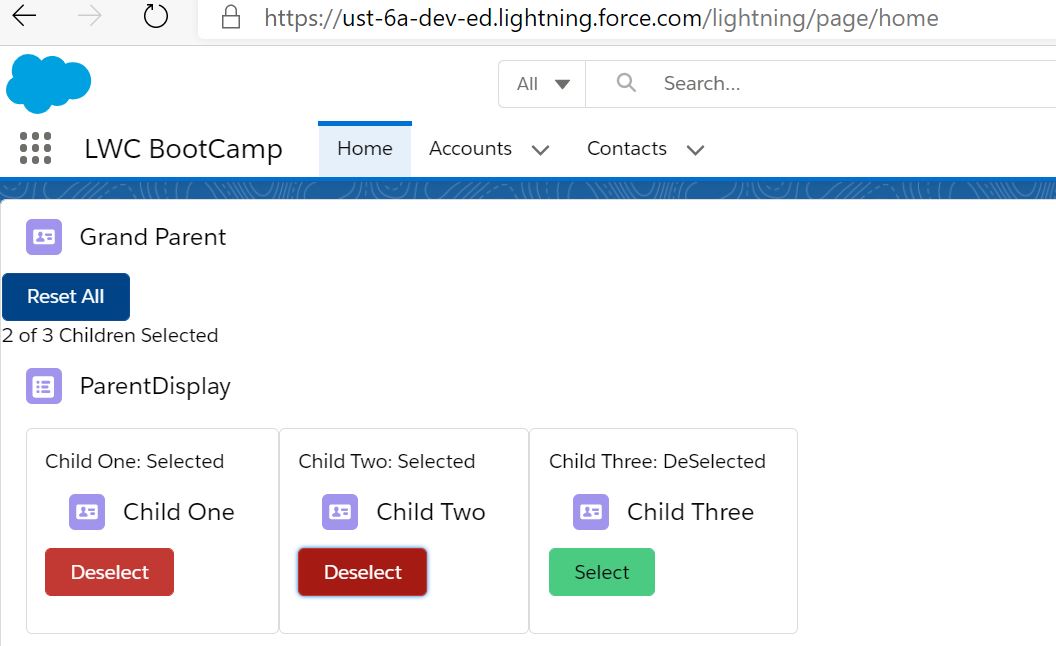 https://ust-6a-dev-ed.lightning.force.com/lightning/page/home
All Search...
LWC BootCamp Home Accounts Contacts
Grand Parent
Reset All
2 of 3 Children Selected
ParentDisplay
Child One: Selected Child Two: Selected Child Three: DeSelected
Child One Child Two Child Three
Deselect Deselect Select